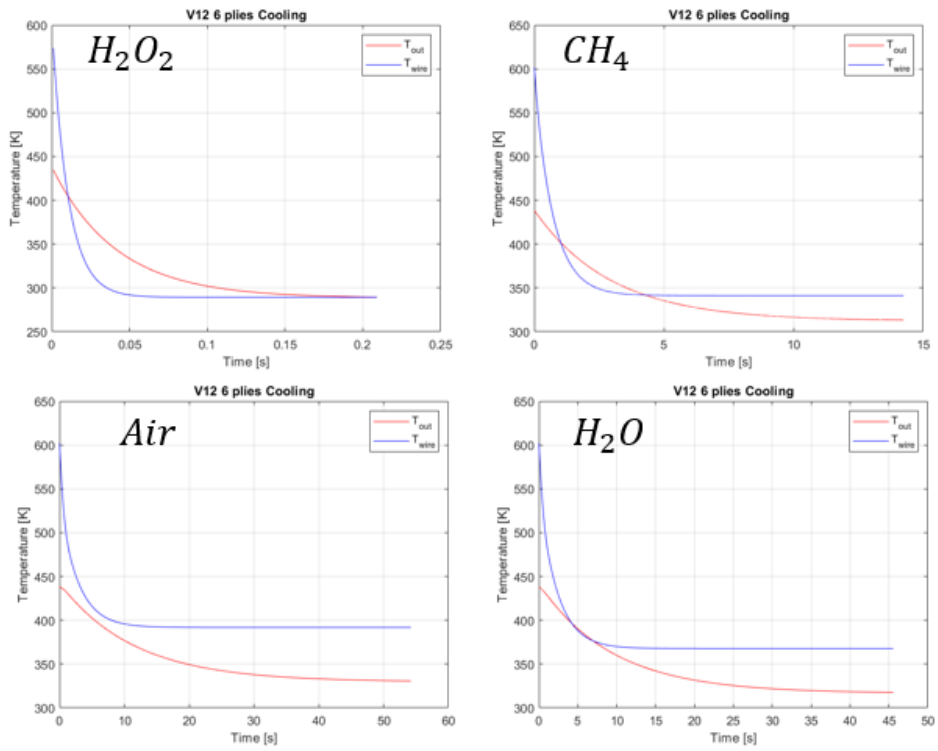 V12 6 plies Cooling
H₂O₂
T_out
T_wire
Temperature [K]
600
550
500
450
400
350
300
250
0
0.05
0.1
0.15
0.2
0.25
Time [s]
V12 6 plies Cooling
CH₄
T_out
T_wire
Temperature [K]
650
600
550
500
450
400
350
300
0
5
10
15
Time [s]
V12 6 plies Cooling
Air
T_out
T_wire
Temperature [K]
650
600
550
500
450
400
350
300
0
10
20
30
40
50
60
Time [s]
V12 6 plies Cooling
H₂O
T_out
T_wire
Temperature [K]
650
600
550
500
450
400
350
300
0
5
10
15
20
25
30
35
40
45
50
Time [s]